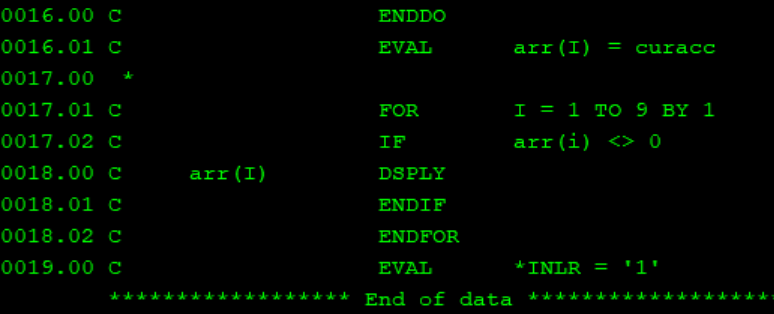 0016.00 C                   ENDDO
0016.01 C                   EVAL      arr(I) = curacc
0017.00  *
0017.01 C                   FOR       I = 1 TO 9 BY 1
0017.02 C                   IF        arr(i) <> 0
0018.00 C     arr(I)        DSPLY
0018.01 C                   ENDIF
0018.02 C                   ENDFOR
0019.00 C                   EVAL      *INLR = '1'
        ****************** End of data *******************